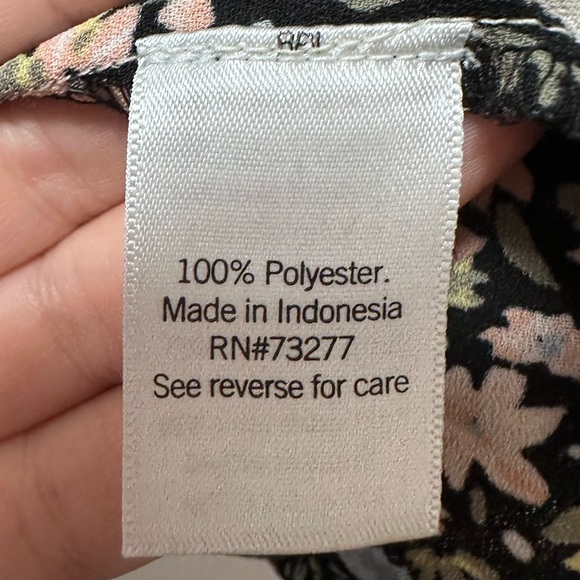 100% Polyester.
Made in Indonesia
RN#73277
See reverse for care